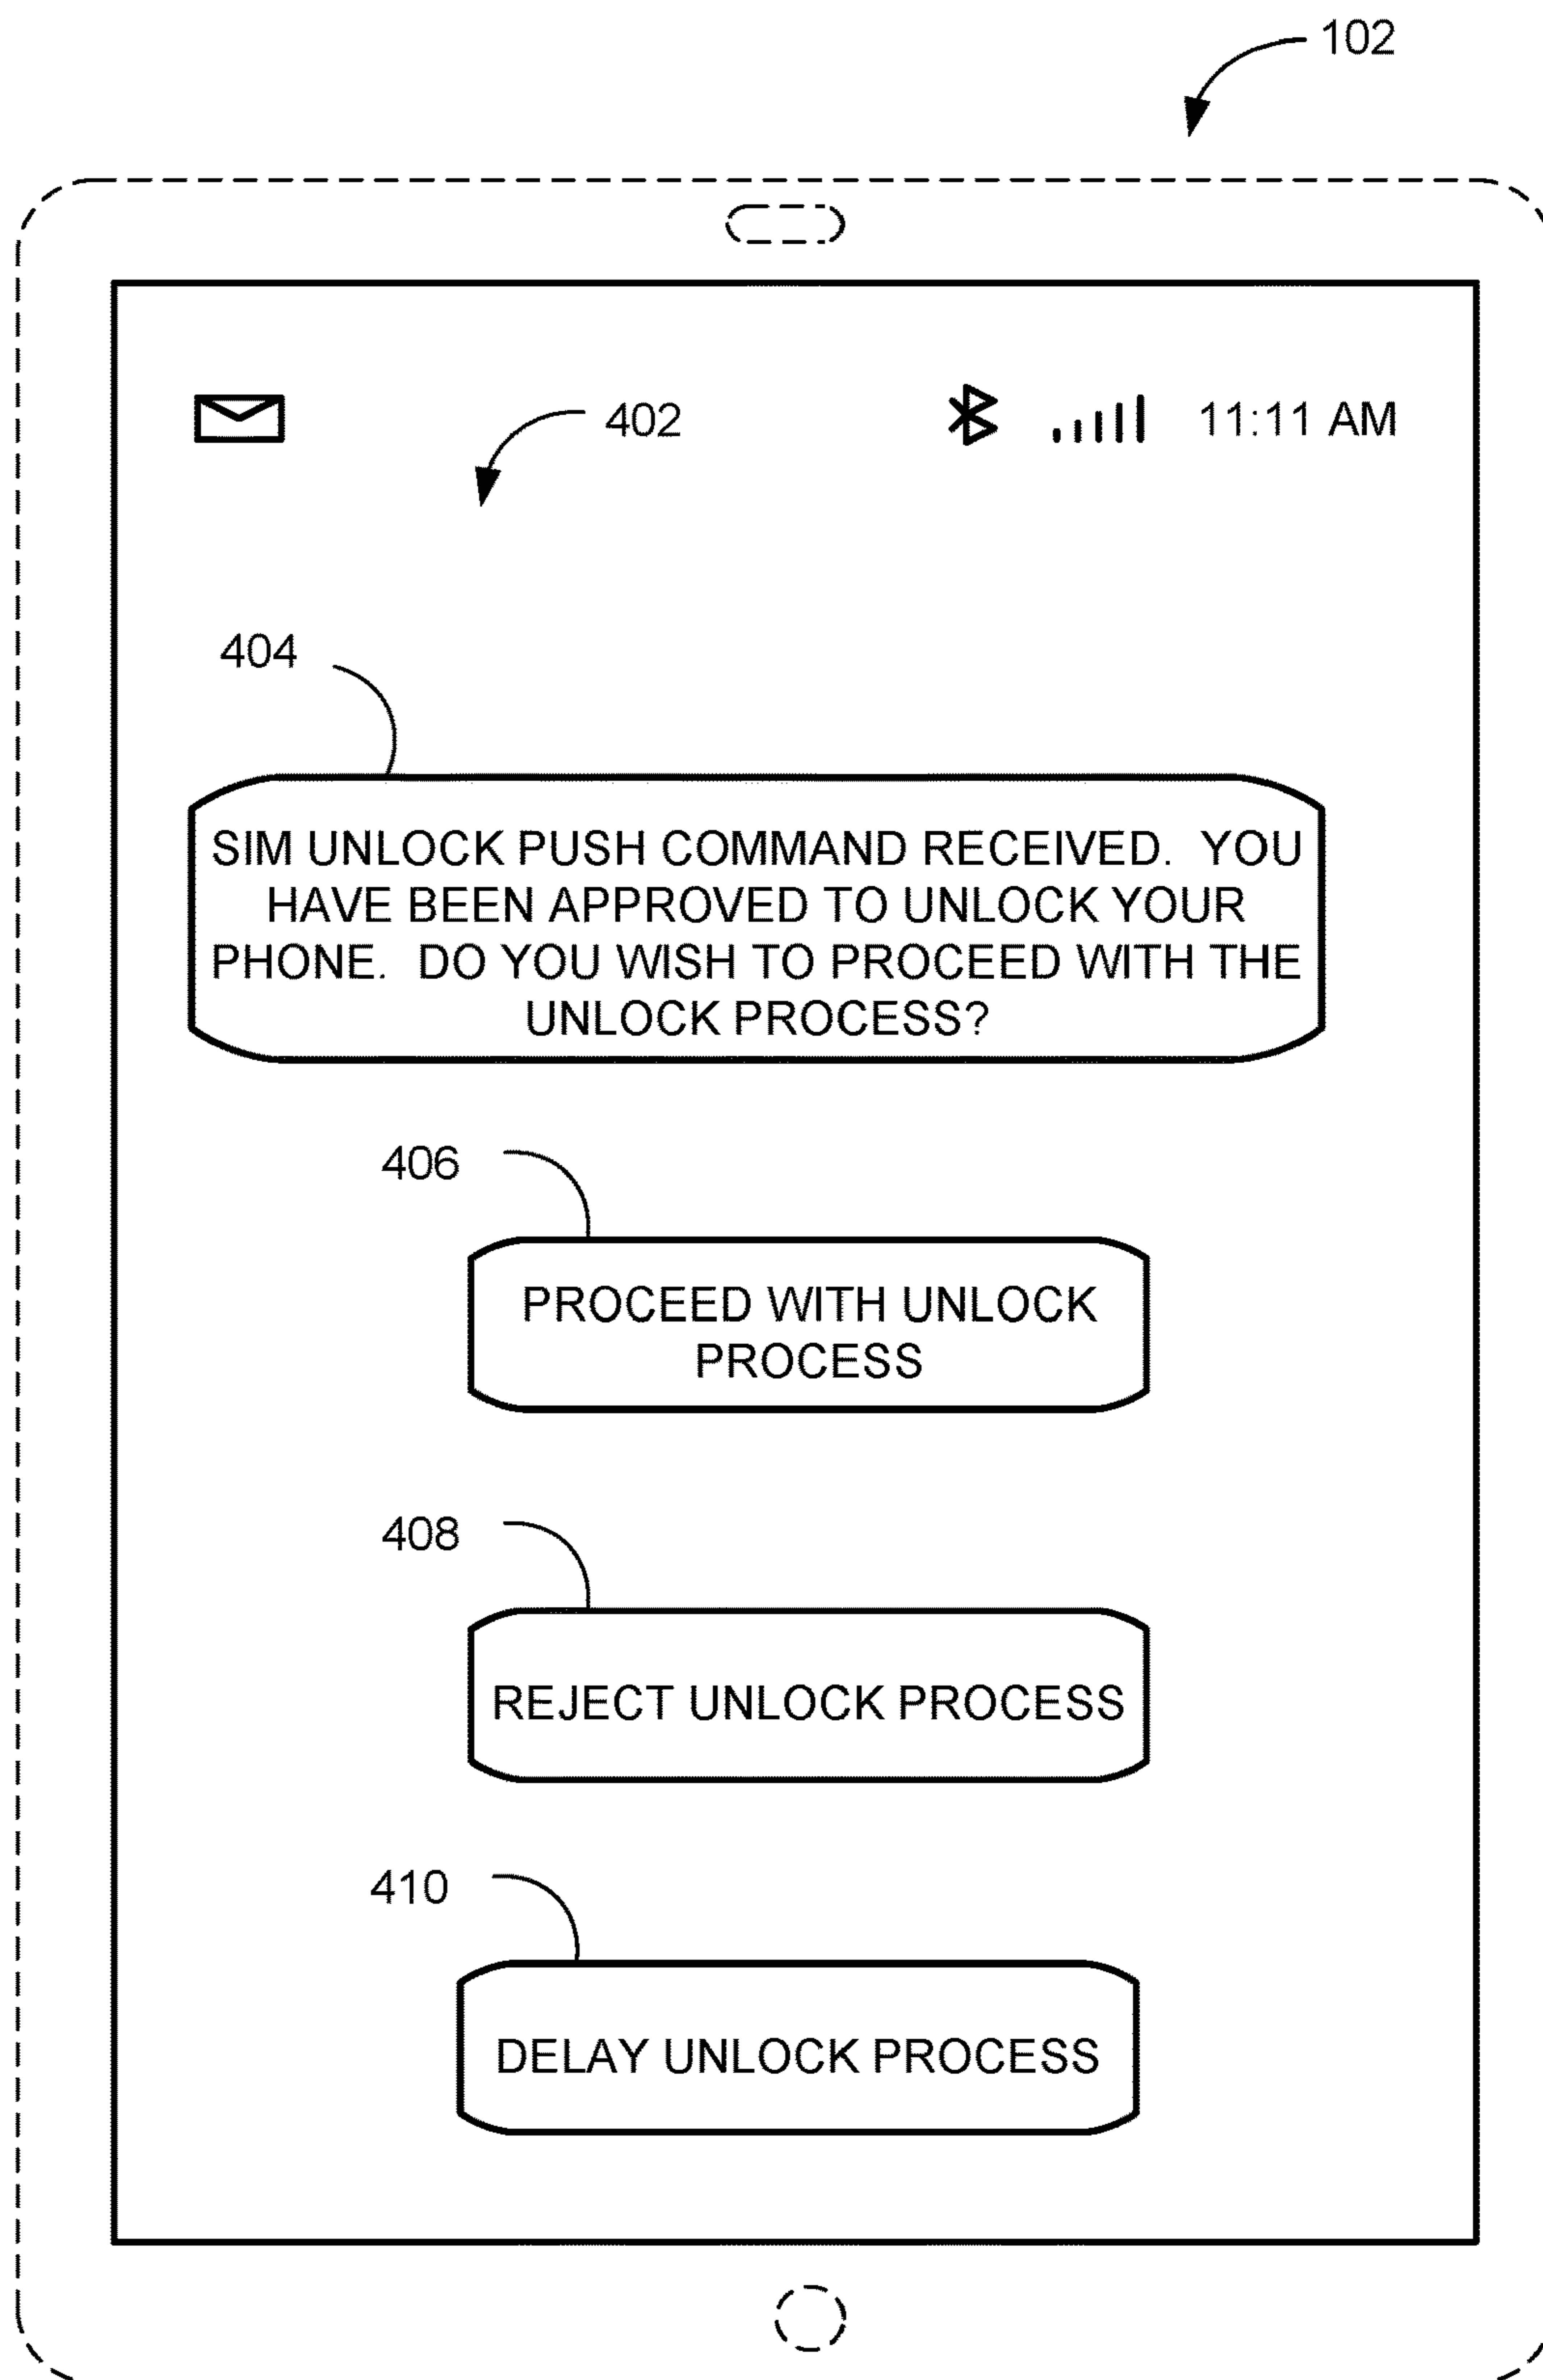 102
402
11:11 AM
404
SIM UNLOCK PUSH COMMAND RECEIVED. YOU
HAVE BEEN APPROVED TO UNLOCK YOUR
PHONE. DO YOU WISH TO PROCEED WITH THE
UNLOCK PROCESS?
406
PROCEED WITH UNLOCK
PROCESS
408
REJECT UNLOCK PROCESS
410
DELAY UNLOCK PROCESS